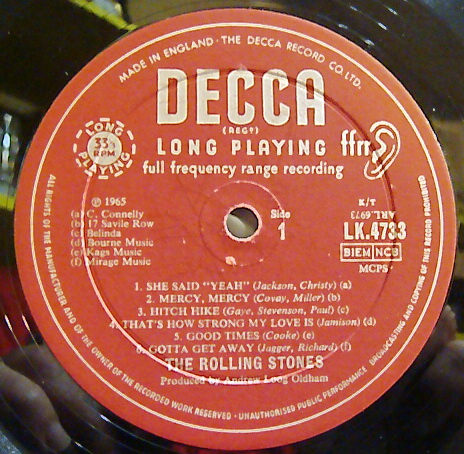 MADE IN ENGLAND · THE DECCA RECORD CO. LTD.
DECCA
(REGᵈ)
LONG PLAYING ffrr
full frequency range recording
LONG
33⅓
RPM
PLAYING
℗ 1965
(a) C. Connelly
(b) 17 Savile Row
(c) Belinda
(d) Bourne Music
(e) Kags Music
(f) Mirage Music
Side
1
K/T
ARL.6973
LK.4733
BIEM NCB
MCPS
1. SHE SAID "YEAH" (Jackson, Christy) (a)
2. MERCY, MERCY (Covay, Miller) (b)
3. HITCH HIKE (Gaye, Stevenson, Paul) (c)
4. THAT'S HOW STRONG MY LOVE IS (Jamison) (d)
5. GOOD TIMES (Cooke) (e)
6. GOTTA GET AWAY (Jagger, Richard) (f)
THE ROLLING STONES
Produced by Andrew Loog Oldham
ALL RIGHTS OF THE MANUFACTURER AND OF THE OWNER OF THE RECORDED WORK RESERVED · UNAUTHORISED PUBLIC PERFORMANCE BROADCASTING AND COPYING OF THIS RECORD PROHIBITED